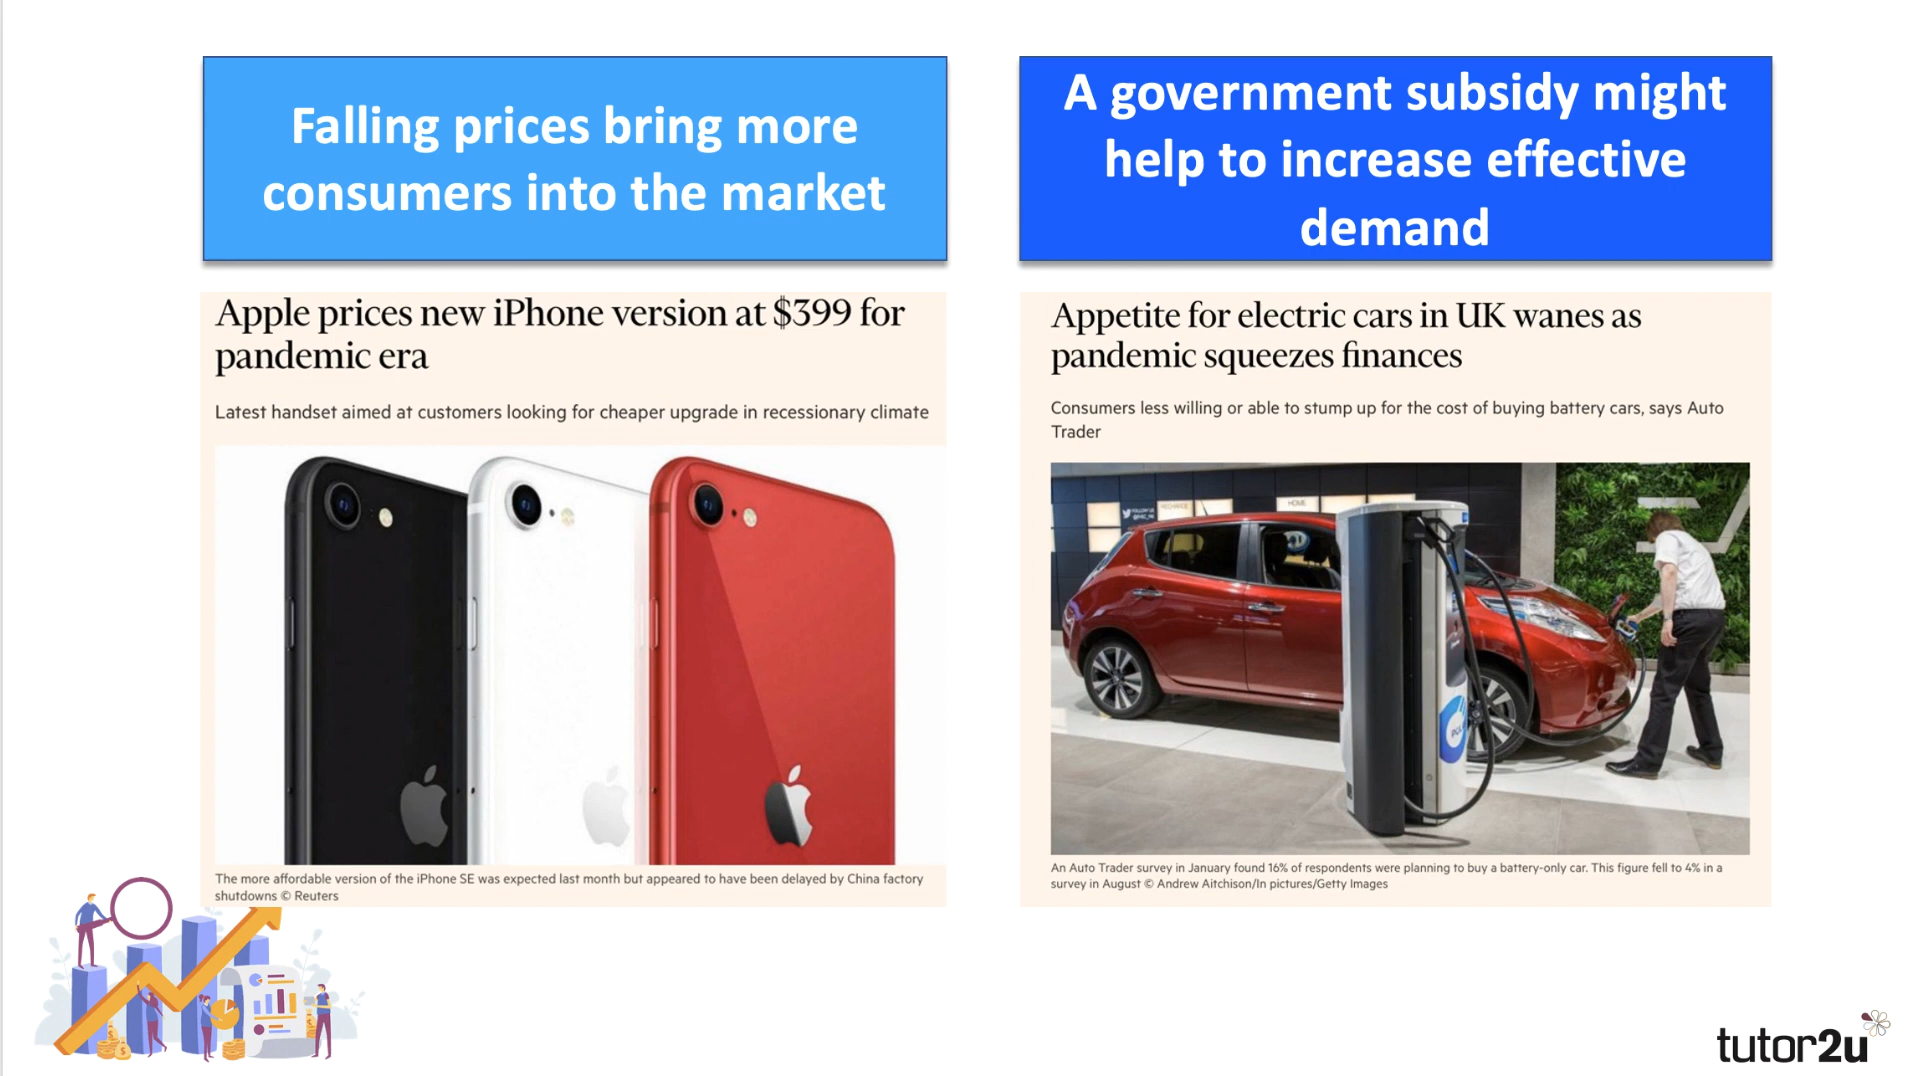 Falling prices bring more
consumers into the market
Apple prices new iPhone version at $399 for
pandemic era
Latest handset aimed at customers looking for cheaper upgrade in recessionary climate
The more affordable version of the iPhone SE was expected last month but appeared to have been delayed by China factory
shutdowns © Reuters
A government subsidy might
help to increase effective
demand
Appetite for electric cars in UK wanes as
pandemic squeezes finances
Consumers less willing or able to stump up for the cost of buying battery cars, says Auto
Trader
HOME
An Auto Trader survey in January found 16% of respondents were planning to buy a battery-only car. This figure fell to 4% in a
survey in August © Andrew Aitchison/In pictures/Getty Images
tutor2u